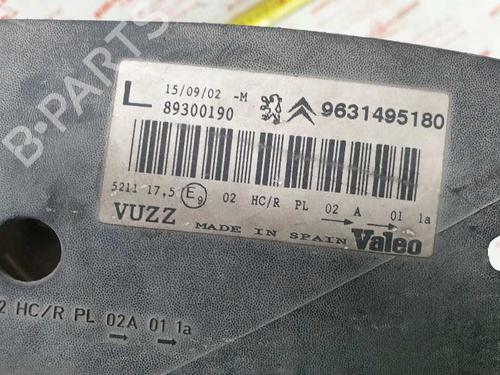 15/09/02 -M
L 89300190 9631495180
5211 17,5 E9 02 HC/R PL 02 A 01 1a
VUZZ MADE IN SPAIN Valeo
2 HC/R PL 02A 01 1a
B-PARTS